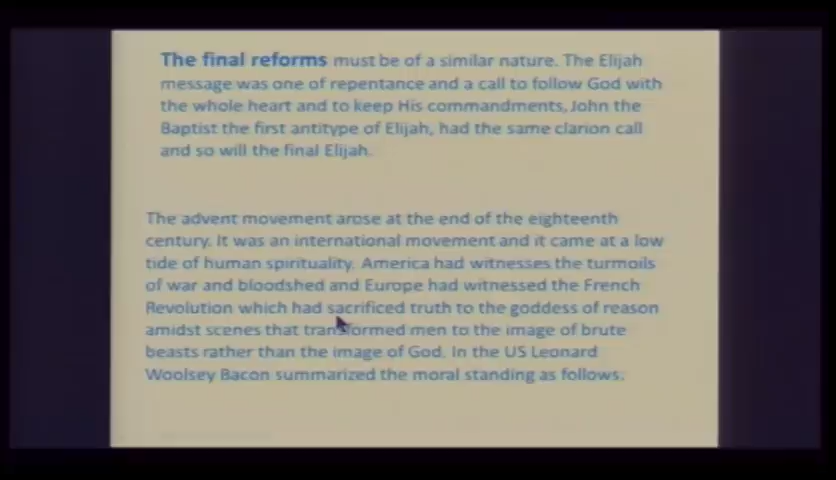 The final reforms must be of a similar nature. The Elijah
message was one of repentance and a call to follow God with
the whole heart and to keep His commandments, John the
Baptist the first antitype of Elijah, had the same clarion call
and so will the final Elijah.
The advent movement arose at the end of the eighteenth
century. It was an international movement and it came at a low
tide of human spirituality. America had witnesses the turmoils
of war and bloodshed and Europe had witnessed the French
Revolution which had sacrificed truth to the goddess of reason
amidst scenes that transformed men to the image of brute
beasts rather than the image of God. In the US Leonard
Woolsey Bacon summarized the moral standing as follows: